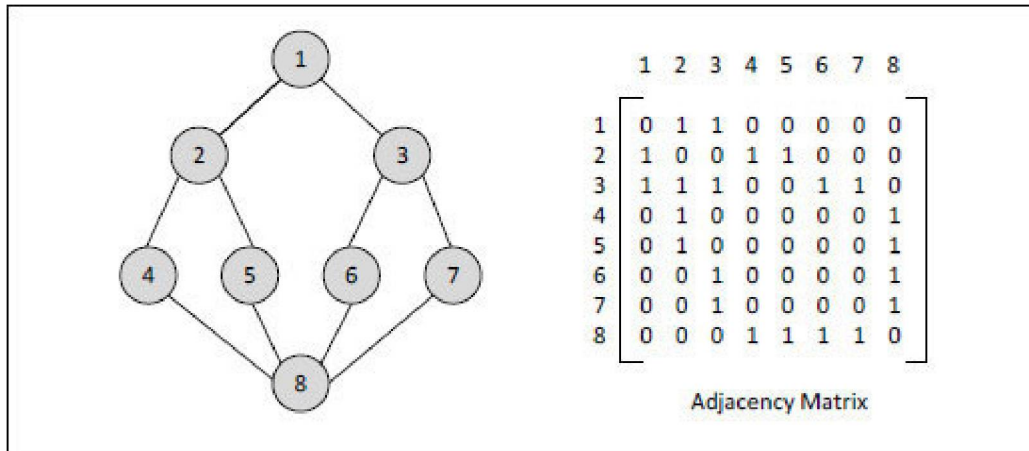 1
2
3
4
5
6
7
8
1 2 3 4 5 6 7 8
1 0 1 1 0 0 0 0 0
2 1 0 0 1 1 0 0 0
3 1 1 1 0 0 1 1 0
4 0 1 0 0 0 0 0 1
5 0 1 0 0 0 0 0 1
6 0 0 1 0 0 0 0 1
7 0 0 1 0 0 0 0 1
8 0 0 0 1 1 1 1 0
Adjacency Matrix